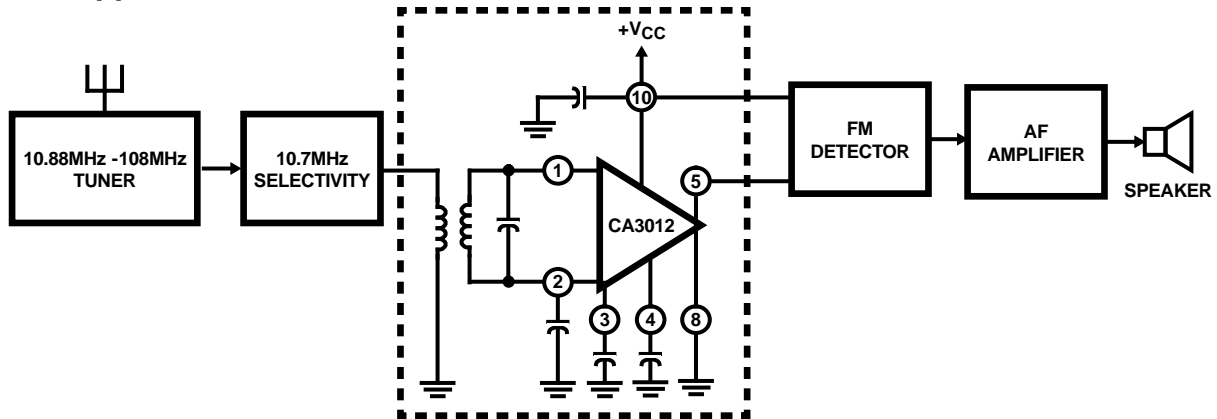 +VCC
10
10.88MHz -108MHz
TUNER
10.7MHz
SELECTIVITY
1
CA3012
5
2
3
4
8
FM
DETECTOR
AF
AMPLIFIER
SPEAKER